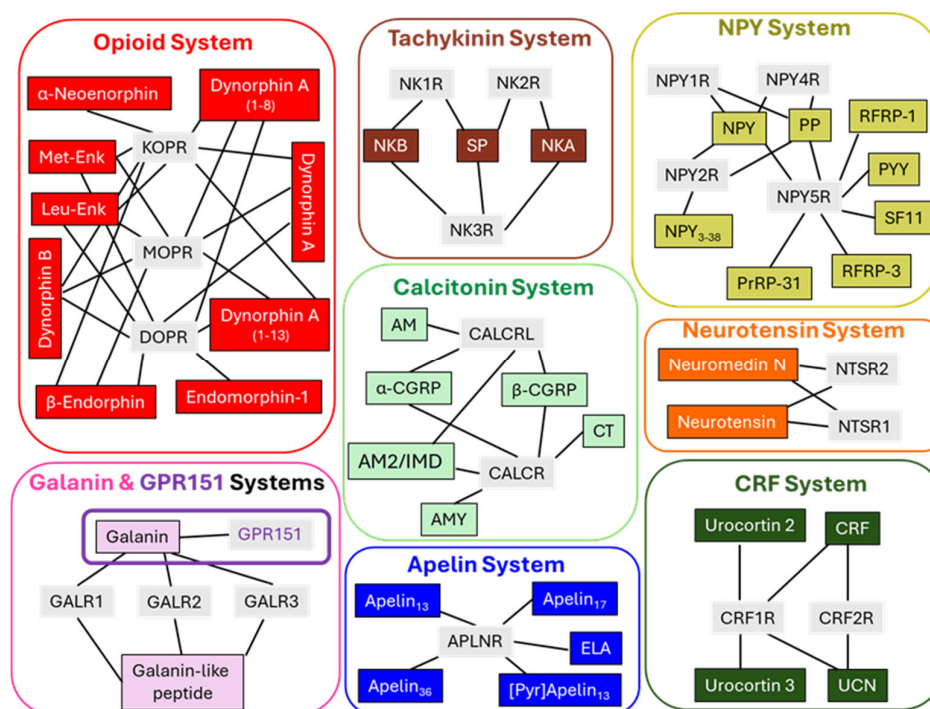 Opioid System
α-Neoenorphin
Dynorphin A
(1-8)
KOPR
Met-Enk
Leu-Enk
Dynorphin A
MOPR
Dynorphin B
DOPR
Dynorphin A
(1-13)
β-Endorphin
Endomorphin-1
Tachykinin System
NK1R
NK2R
NKB
SP
NKA
NK3R
NPY System
NPY1R
NPY4R
NPY
PP
RFRP-1
NPY2R
PYY
NPY5R
SF11
NPY3-38
PrRP-31
RFRP-3
Calcitonin System
AM
CALCRL
α-CGRP
β-CGRP
CT
AM2/IMD
CALCR
AMY
Neurotensin System
Neuromedin N
NTSR2
Neurotensin
NTSR1
Galanin & GPR151 Systems
Galanin
GPR151
GALR1
GALR2
GALR3
Galanin-like
peptide
Apelin System
Apelin13
Apelin17
APLNR
ELA
Apelin36
[Pyr]Apelin13
CRF System
Urocortin 2
CRF
CRF1R
CRF2R
Urocortin 3
UCN